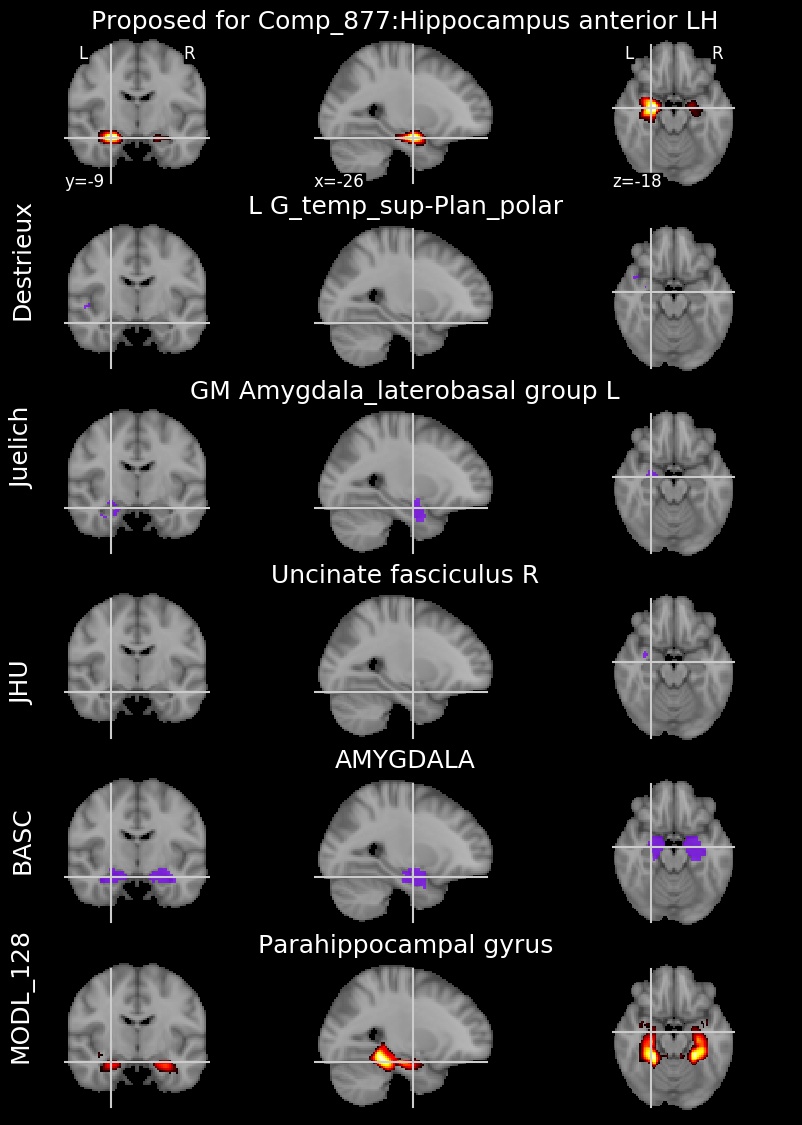 Proposed for Comp_877:Hippocampus anterior LH
L R L R
y=-9 x=-26 z=-18
Destrieux
L G_temp_sup-Plan_polar
Juelich
GM Amygdala_laterobasal group L
JHU
Uncinate fasciculus R
BASC
AMYGDALA
MODL_128
Parahippocampal gyrus